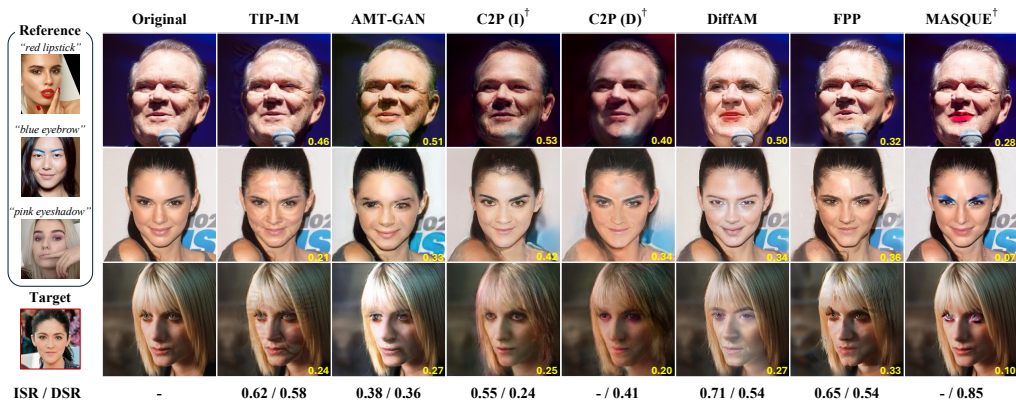 Original TIP-IM AMT-GAN C2P (I)† C2P (D)† DiffAM FPP MASQUE†
Reference
"red lipstick"
"blue eyebrow"
"pink eyeshadow"
Target
0.46 0.51 0.53 0.40 0.50 0.32 0.28
0.21 0.33 0.42 0.34 0.34 0.36 0.07
0.24 0.27 0.25 0.20 0.27 0.33 0.10
ISR / DSR - 0.62 / 0.58 0.38 / 0.36 0.55 / 0.24 - / 0.41 0.71 / 0.54 0.65 / 0.54 - / 0.85